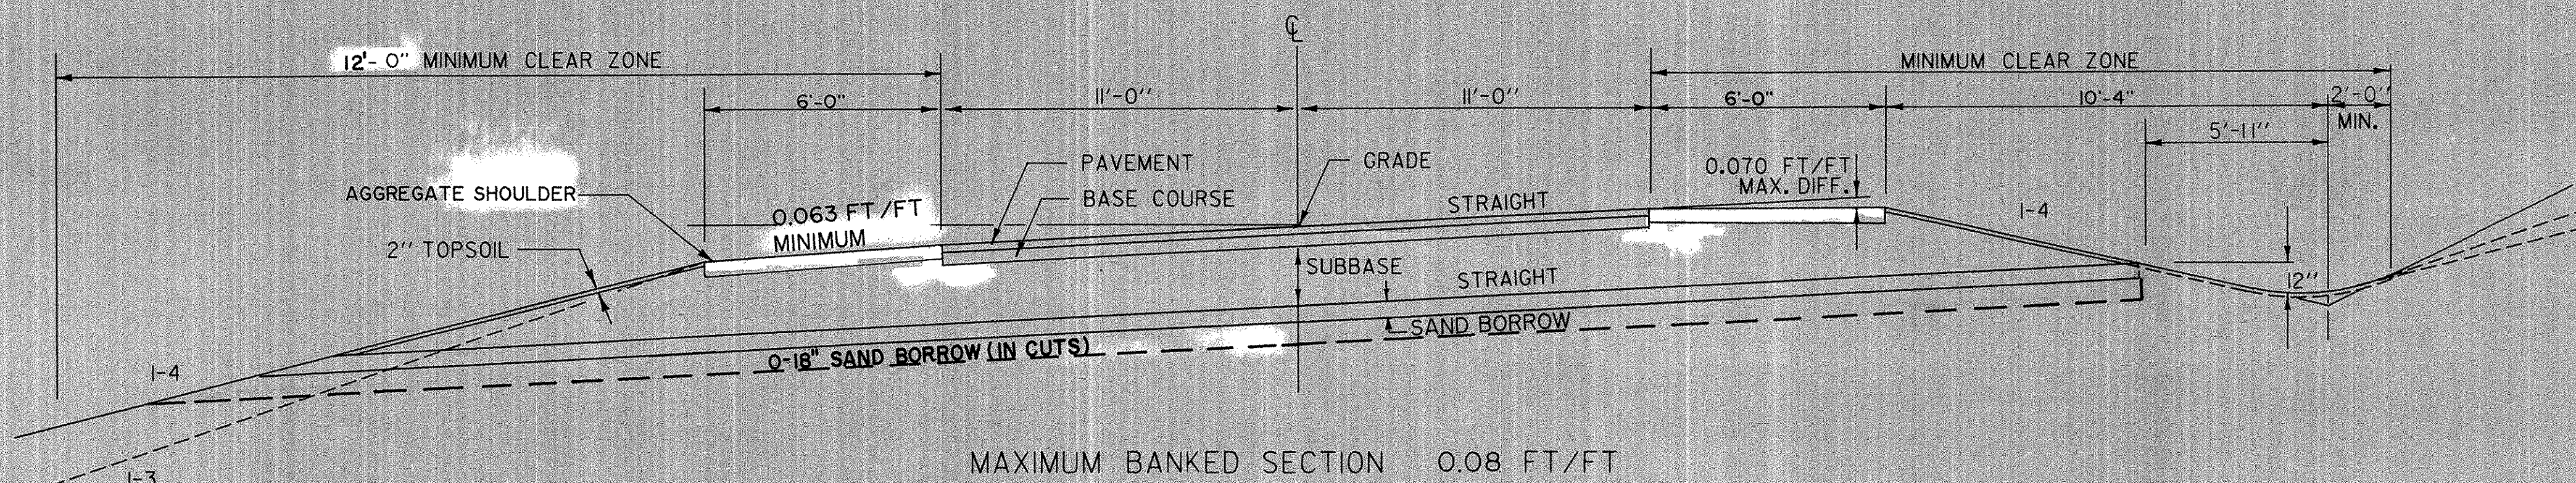 ℄
12'-0" MINIMUM CLEAR ZONE
MINIMUM CLEAR ZONE
6'-0"
11'-0"
11'-0"
6'-0"
10'-4"
2'-0"
MIN.
5'-11"
PAVEMENT
GRADE
0.070 FT/FT
MAX. DIFF.
AGGREGATE SHOULDER
BASE COURSE
STRAIGHT
0.063 FT/FT
MINIMUM
1-4
2" TOPSOIL
SUBBASE
STRAIGHT
12"
SAND BORROW
0-18" SAND BORROW (IN CUTS)
1-4
MAXIMUM BANKED SECTION 0.08 FT/FT
1-3